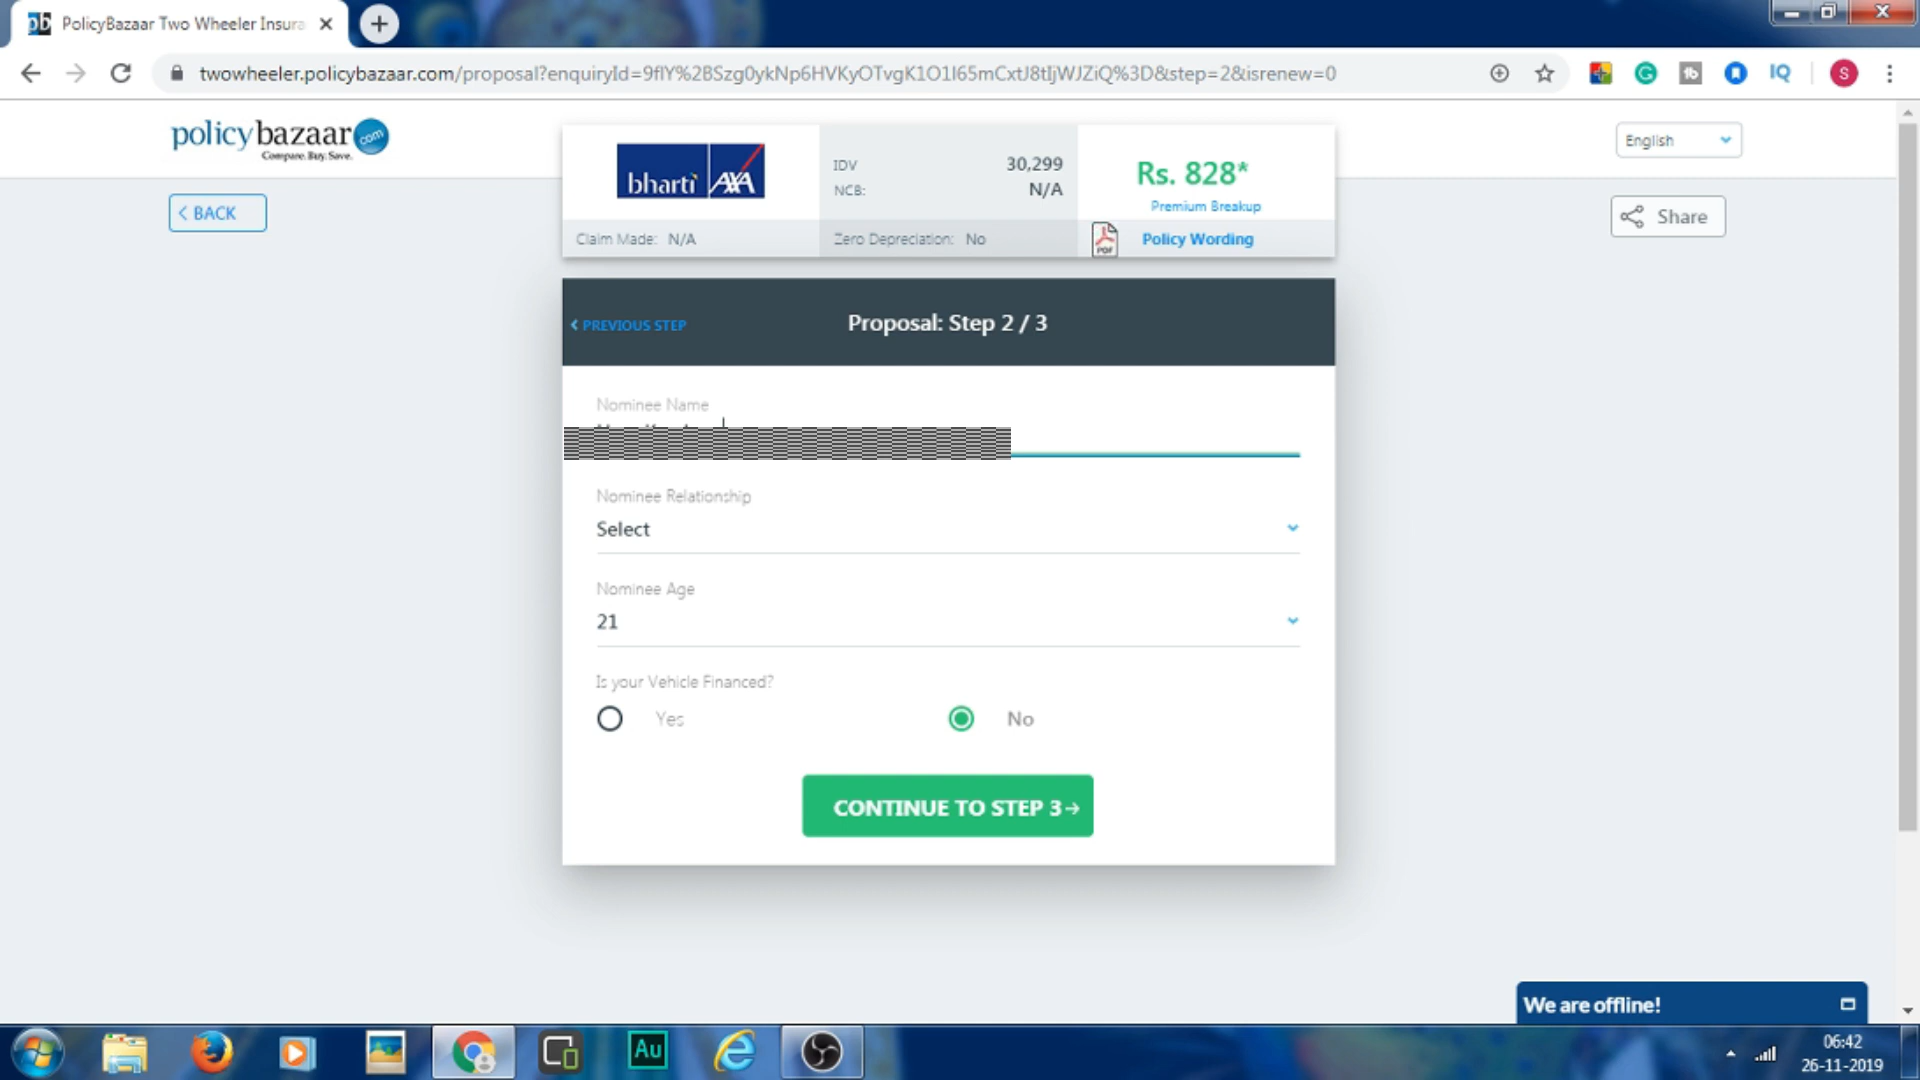 PolicyBazaar Two Wheeler Insura
twowheeler.policybazaar.com/proposal?enquiryId=9flY%2BSzg0ykNp6HVKyOTvgK1O1I65mCxtJ8tIjWJZiQ%3D&step=2&isrenew=0
policybazaar.com
Compare. Buy. Save.
English
bharti AXA
IDV 30,299
NCB: N/A
Rs. 828*
Premium Breakup
Claim Made: N/A
Zero Depreciation: No
PDF
Policy Wording
< BACK
Share
< PREVIOUS STEP
Proposal: Step 2 / 3
Nominee Name
Nominee Relationship
Select
Nominee Age
21
Is your Vehicle Financed?
Yes
No
CONTINUE TO STEP 3→
We are offline!
Au
06:42
26-11-2019